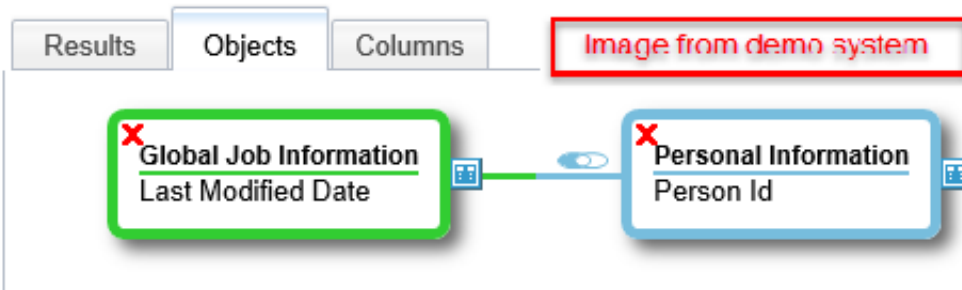 Results Objects Columns Image from demo system
Global Job Information Personal Information
Last Modified Date Person Id